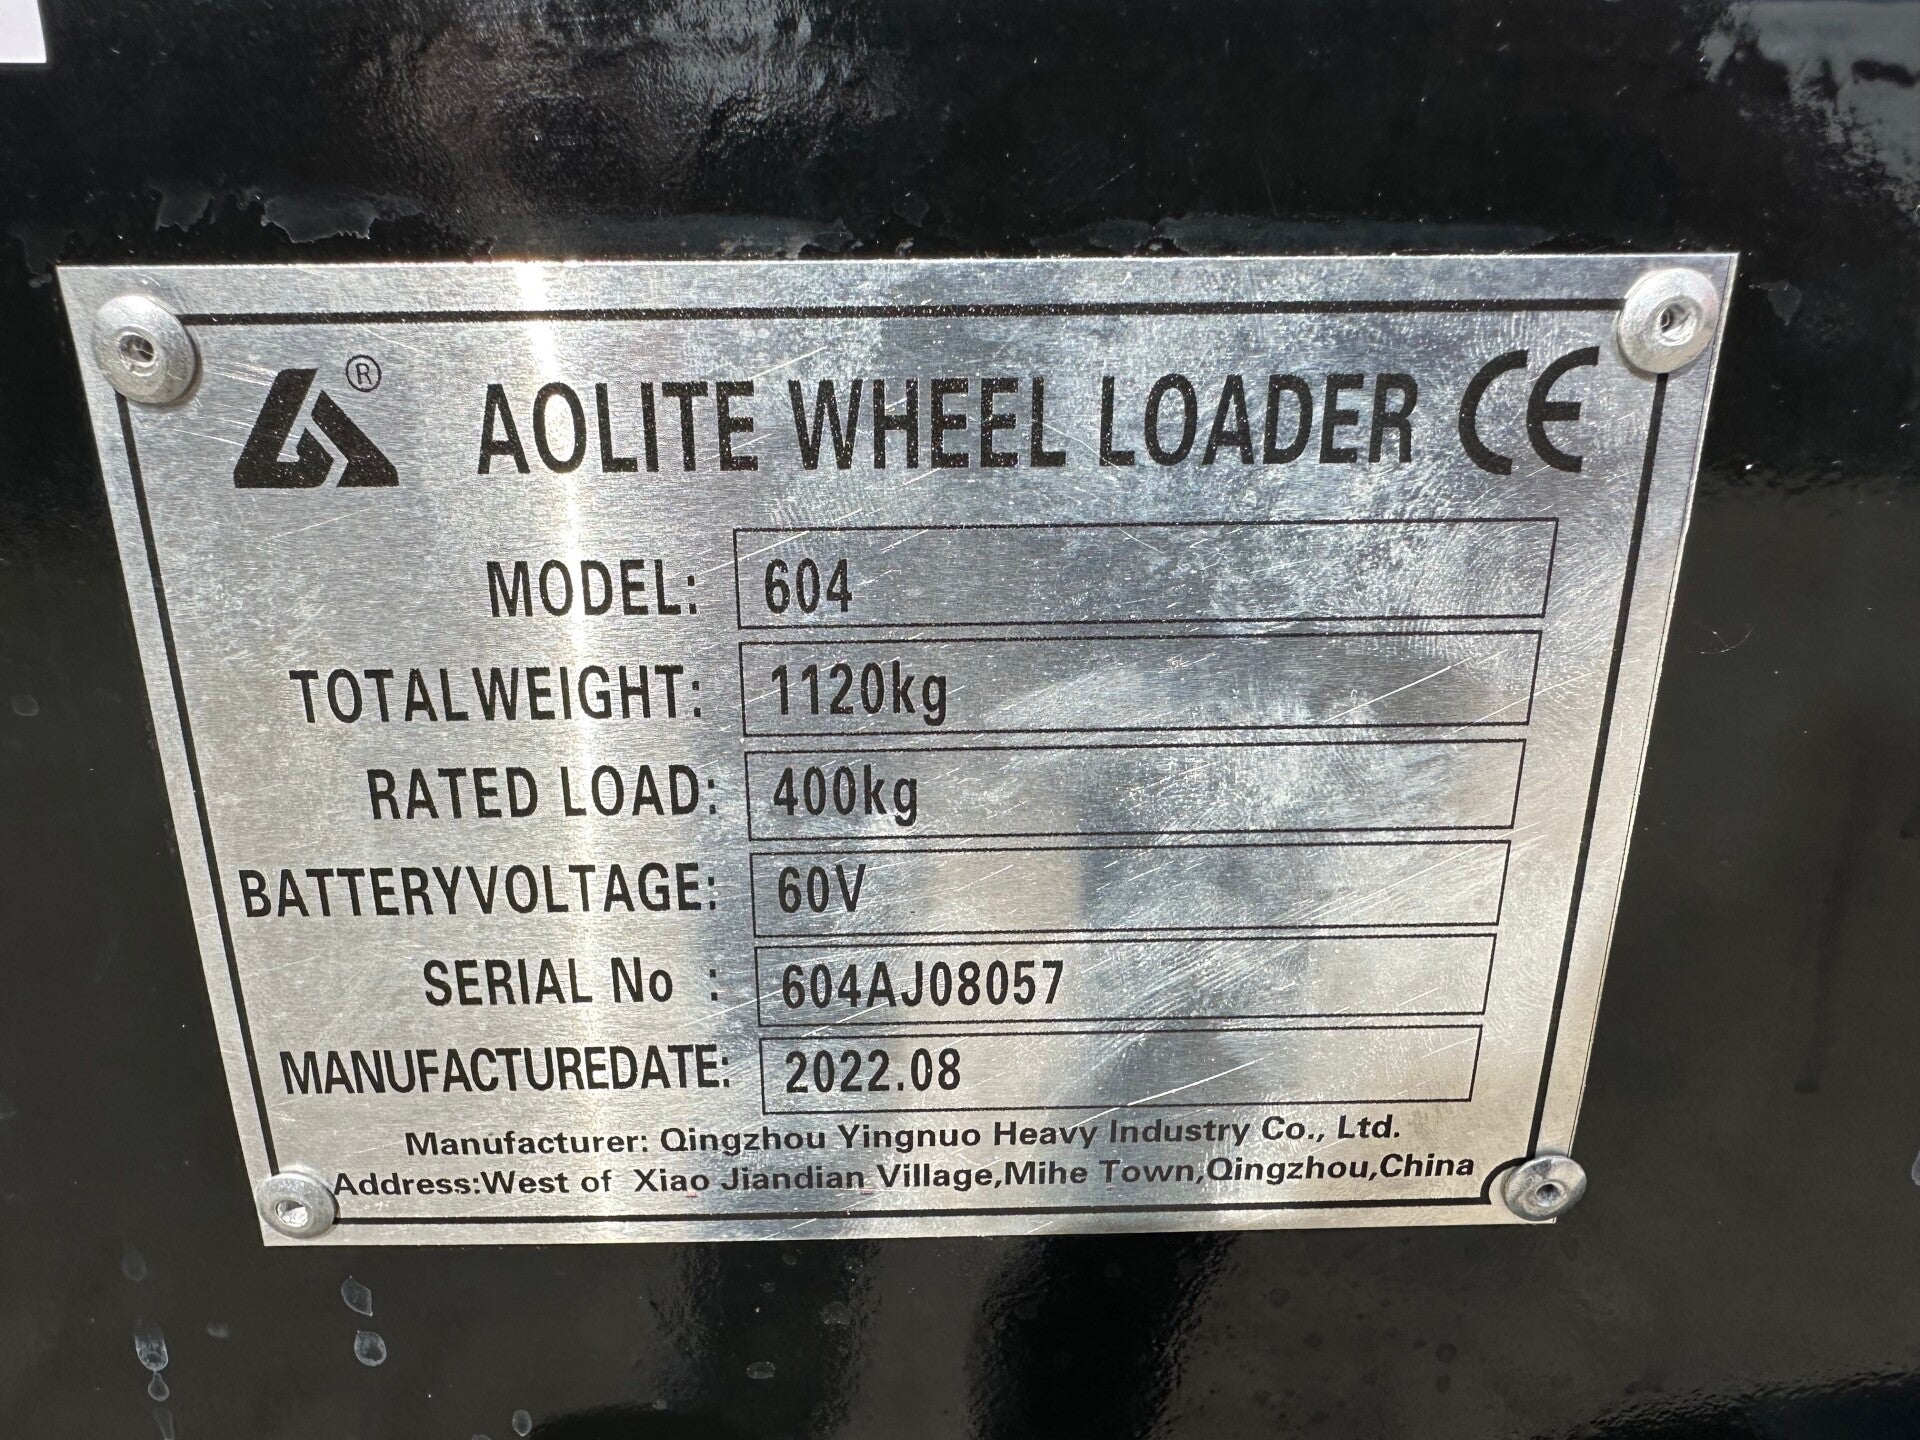 ® AOLITE WHEEL LOADER CE
MODEL: 604
TOTALWEIGHT: 1120kg
RATED LOAD: 400kg
BATTERYVOLTAGE: 60V
SERIAL No : 604AJ08057
MANUFACTUREDATE: 2022.08
Manufacturer: Qingzhou Yingnuo Heavy Industry Co., Ltd.
Address:West of Xiao Jiandian Village,Mihe Town,Qingzhou,China